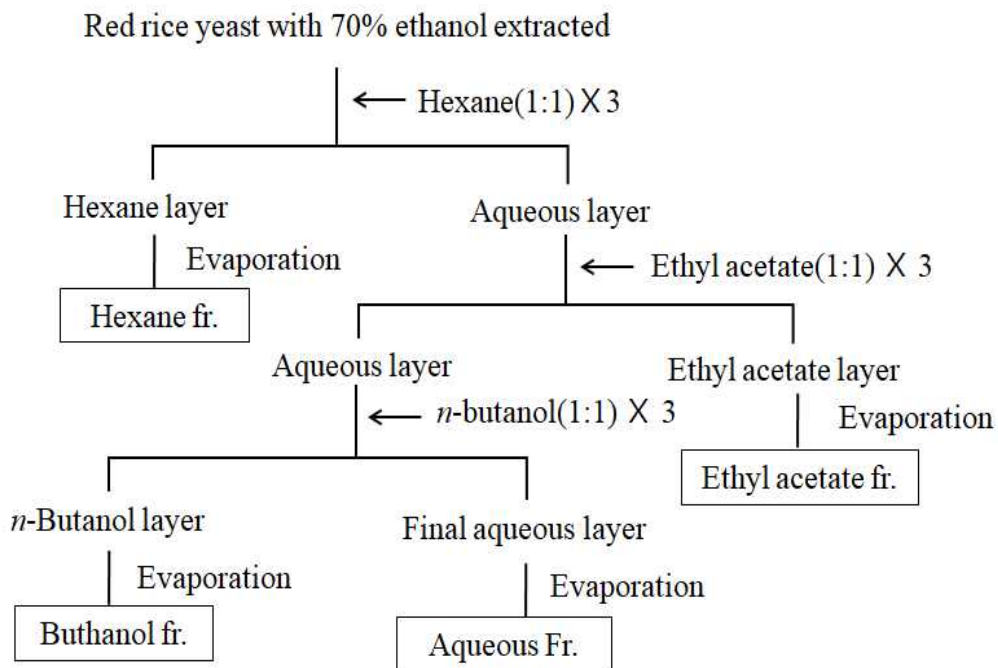 Red rice yeast with 70% ethanol extracted
Hexane(1:1) X 3
Hexane layer
Aqueous layer
Evaporation
Ethyl acetate(1:1) X 3
Hexane fr.
Aqueous layer
Ethyl acetate layer
n-butanol(1:1) X 3
Evaporation
Ethyl acetate fr.
n-Butanol layer
Final aqueous layer
Evaporation
Evaporation
Buthanol fr.
Aqueous Fr.